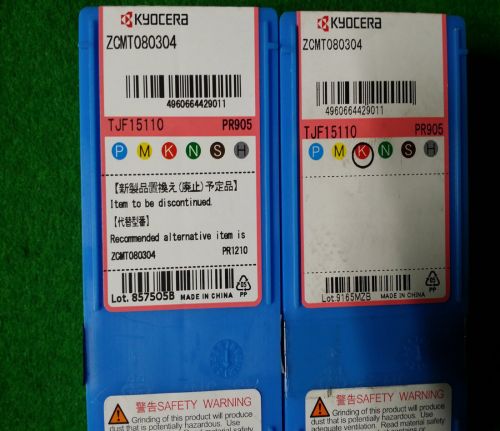 KYOCERA
ZCMT080304
4960664429011
TJF15110 PR905
P M K N S H
【新製品置換え(廃止)予定品】
Item to be discontinued.
【代替型番】
Recommended alternative item is
ZCMT080304 PR1210
Lot. 857505B MADE IN CHINA
PP
警告SAFETY WARNING
Grinding of this product will produce
dust that is potentially hazardous. Use
KYOCERA
ZCMT080304
4960664429011
TJF15110 PR905
P M K N S H
Lot. 9165MZB MADE IN CHINA
PP
警告SAFETY WARNING
Grinding of this product will produce
dust that is potentially hazardous. Use
adequate ventilation. Read material safety